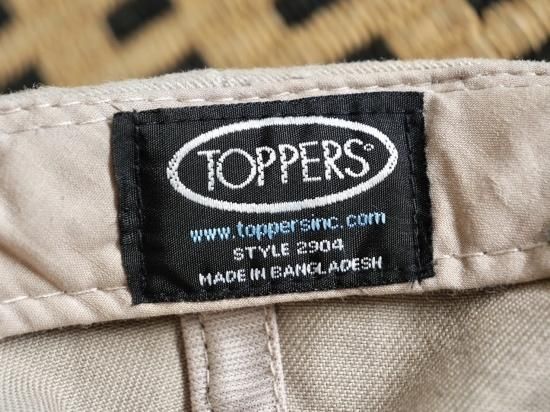 TOPPERS®
www.toppersinc.com
STYLE 2904
MADE IN BANGLADESH